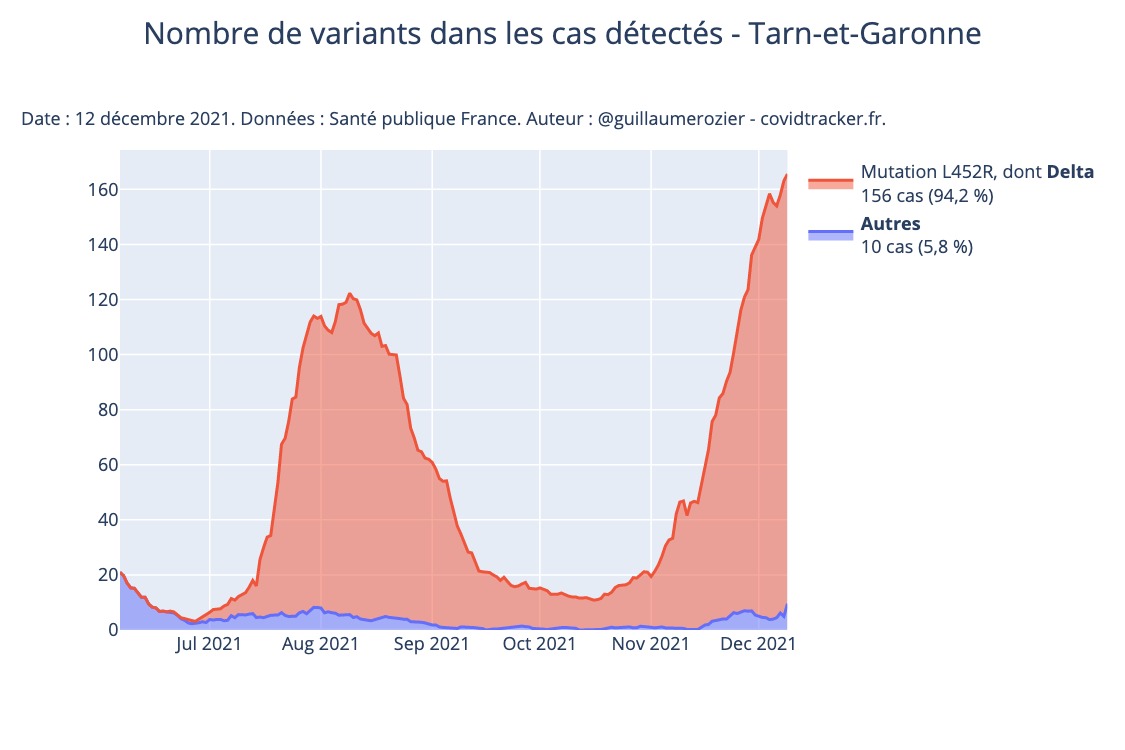 Nombre de variants dans les cas détectés - Tarn-et-Garonne
Date : 12 décembre 2021. Données : Santé publique France. Auteur : @guillaumerozier - covidtracker.fr.
Mutation L452R, dont Delta
156 cas (94,2 %)
Autres
10 cas (5,8 %)
160
140
120
100
80
60
40
20
0
Jul 2021 Aug 2021 Sep 2021 Oct 2021 Nov 2021 Dec 2021